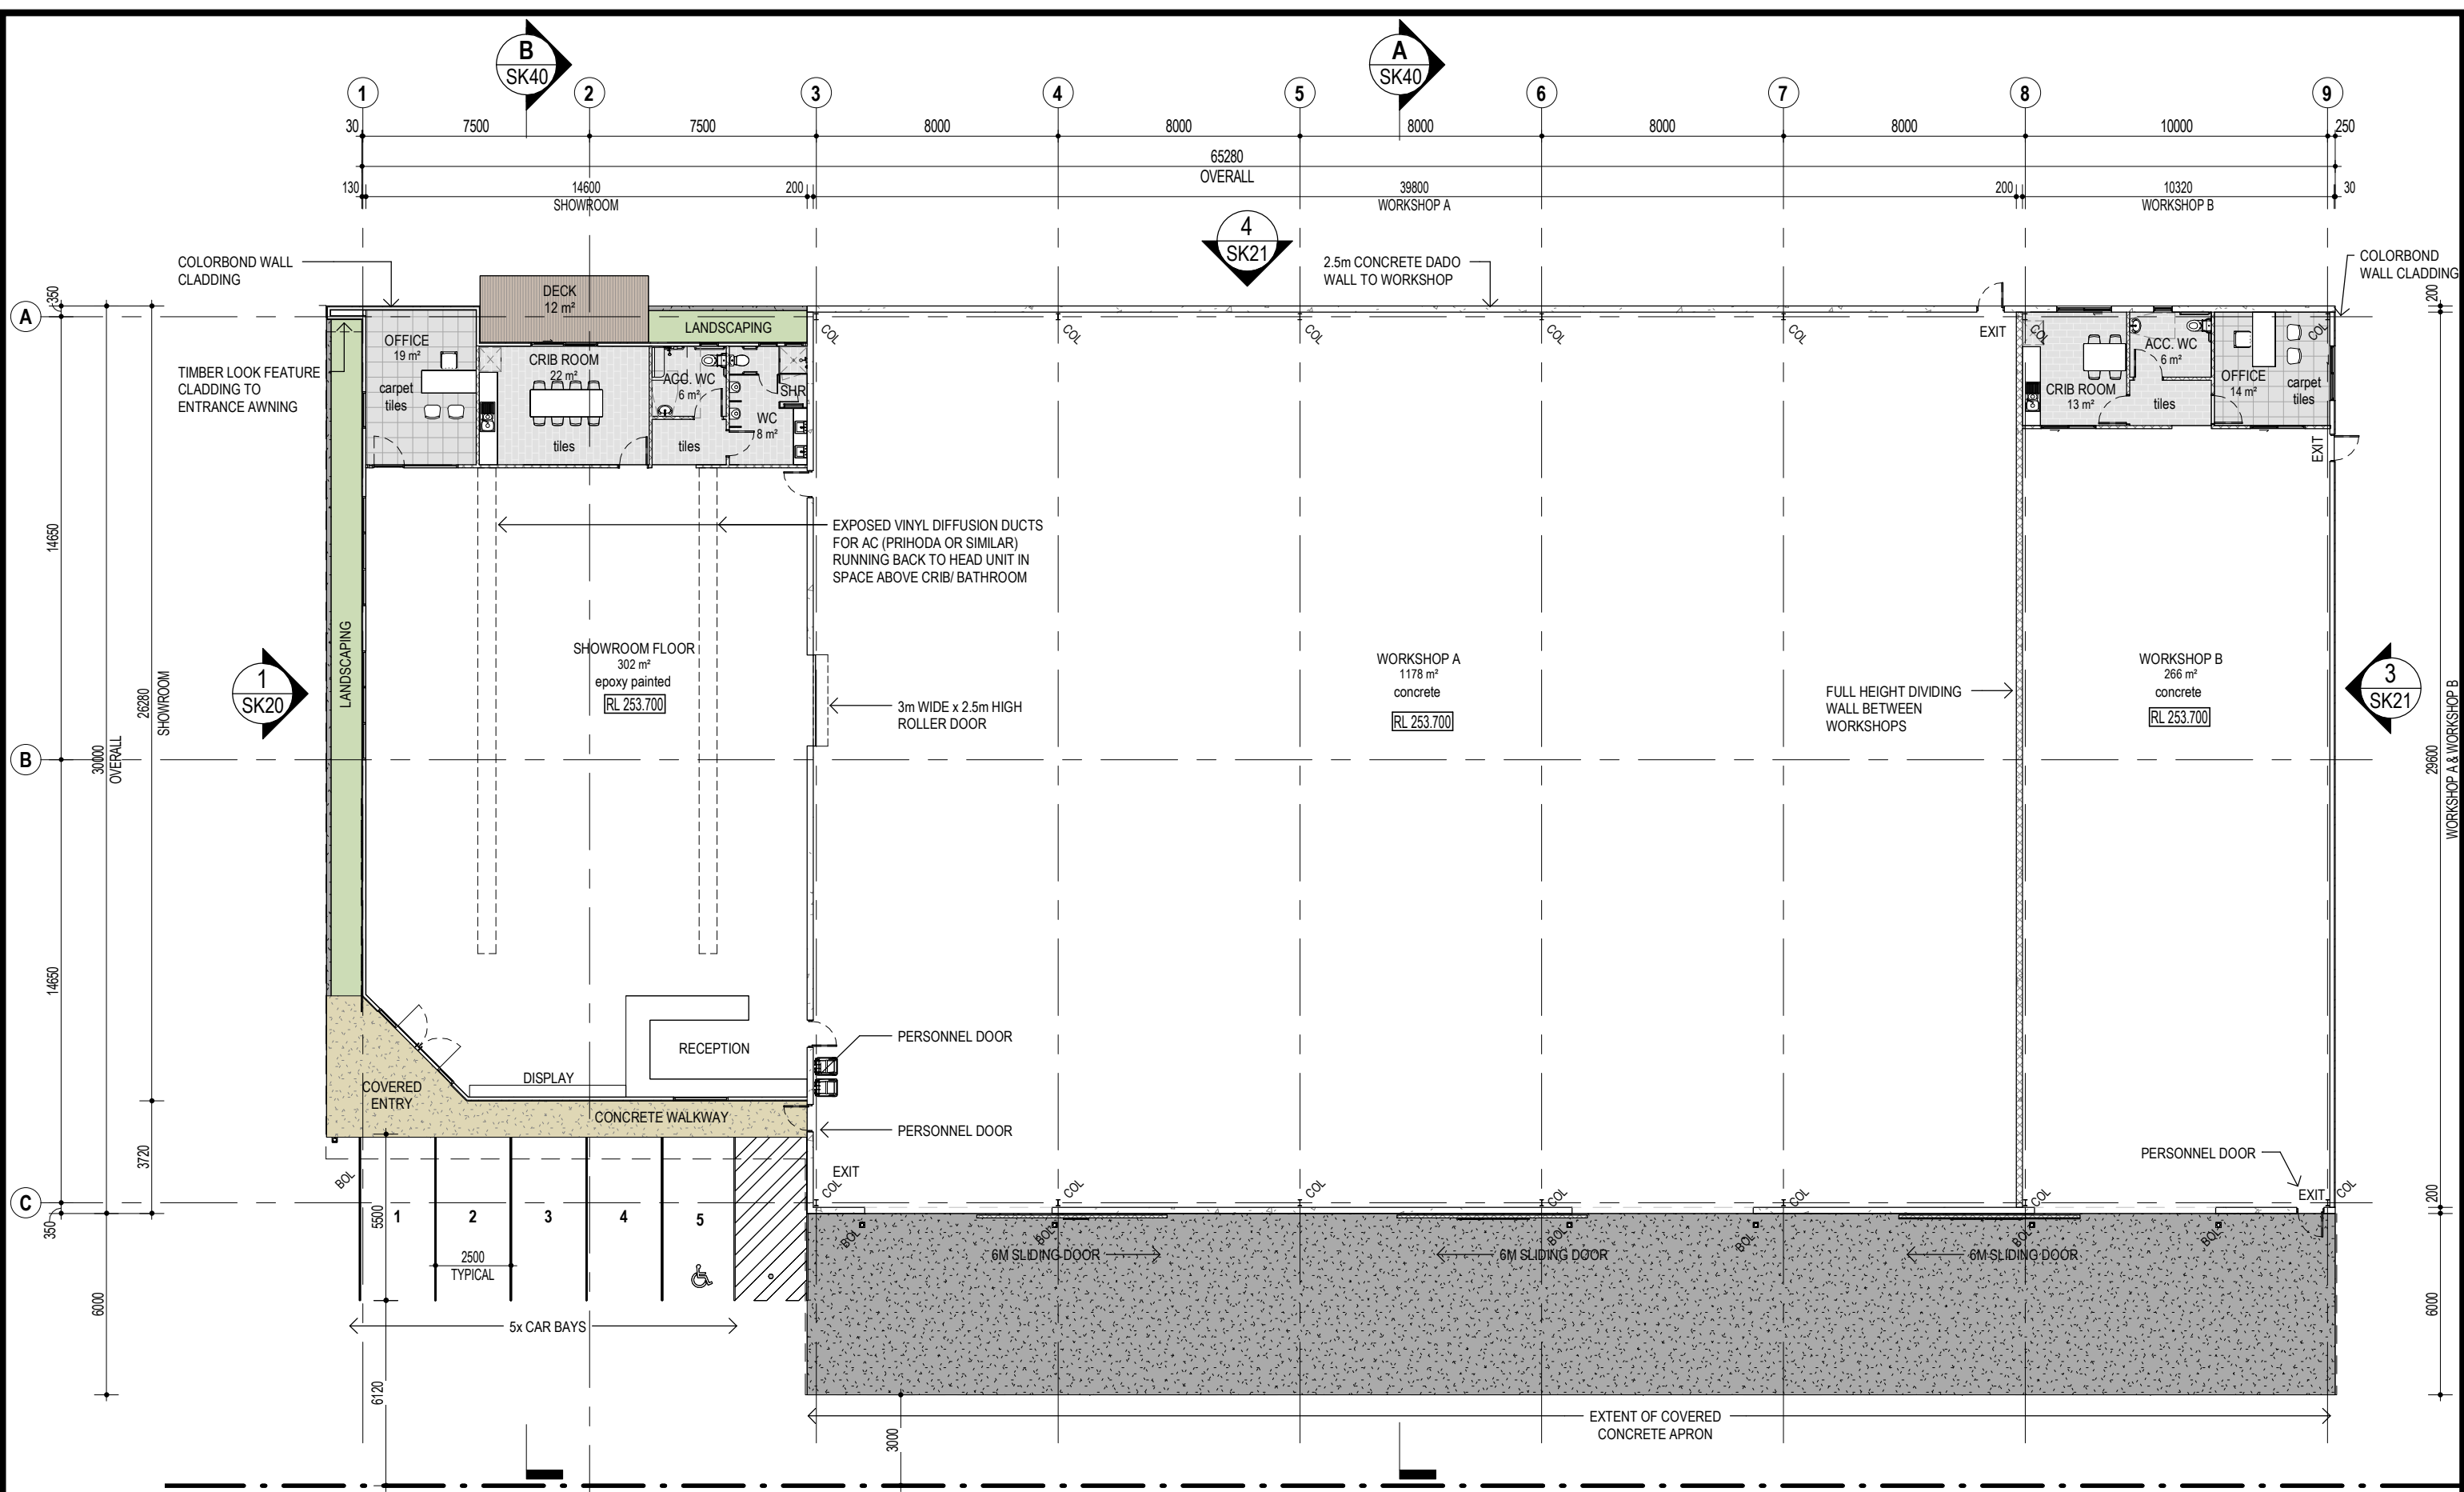 B
SK40
A
SK40
1
2
3
4
5
6
7
8
9
30
7500
7500
8000
8000
8000
8000
8000
10000
250
65280
OVERALL
130
14600
SHOWROOM
200
39800
WORKSHOP A
200
10320
WORKSHOP B
30
4
SK21
COLORBOND WALL
CLADDING
2.5m CONCRETE DADO
WALL TO WORKSHOP
COLORBOND
WALL CLADDING
350
200
A
DECK
12 m²
LANDSCAPING
COL
COL
COL
COL
COL
EXIT
COL
COL
OFFICE
19 m²
carpet
tiles
CRIB ROOM
22 m²
tiles
ACC. WC
6 m²
tiles
SHR
WC
8 m²
TIMBER LOOK FEATURE
CLADDING TO
ENTRANCE AWNING
CRIB ROOM
13 m²
ACC. WC
6 m²
tiles
OFFICE
14 m²
carpet
tiles
EXIT
14650
EXPOSED VINYL DIFFUSION DUCTS
FOR AC (PRIHODA OR SIMILAR)
RUNNING BACK TO HEAD UNIT IN
SPACE ABOVE CRIB/ BATHROOM
LANDSCAPING
SHOWROOM FLOOR
302 m²
epoxy painted
RL 253.700
WORKSHOP A
1178 m²
concrete
RL 253.700
WORKSHOP B
266 m²
concrete
RL 253.700
1
SK20
3
SK21
3m WIDE x 2.5m HIGH
ROLLER DOOR
FULL HEIGHT DIVIDING
WALL BETWEEN
WORKSHOPS
26280
SHOWROOM
30000
OVERALL
B
29600
WORKSHOP A & WORKSHOP B
14650
RECEPTION
DISPLAY
PERSONNEL DOOR
COVERED
ENTRY
CONCRETE WALKWAY
PERSONNEL DOOR
PERSONNEL DOOR
3720
BOL
EXIT
EXIT
C
COL
COL
COL
COL
COL
COL
COL
200
350
1
2
3
4
5
5500
2500
TYPICAL
BOL
BOL
BOL
BOL
BOL
BOL
6M SLIDING DOOR
6M SLIDING DOOR
6M SLIDING DOOR
6000
6000
5x CAR BAYS
6120
3000
EXTENT OF COVERED
CONCRETE APRON